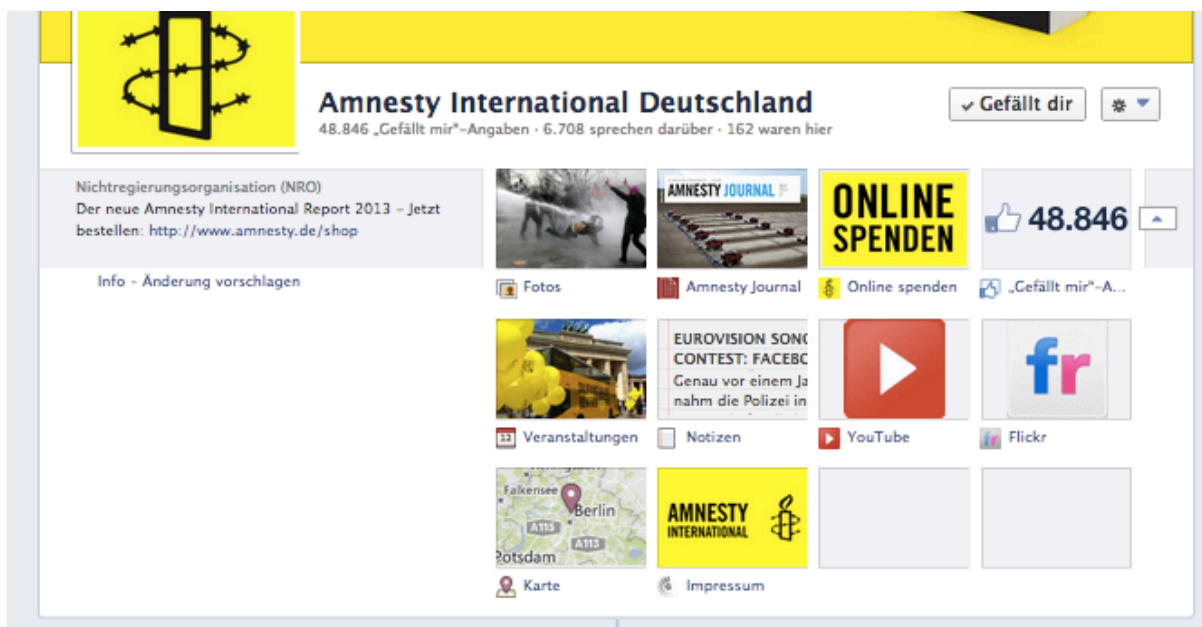 Amnesty International Deutschland
✓ Gefällt dir
48.846 „Gefällt mir“-Angaben · 6.708 sprechen darüber · 162 waren hier
Nichtregierungsorganisation (NRO)
Der neue Amnesty International Report 2013 – Jetzt
bestellen: http://www.amnesty.de/shop
Info – Änderung vorschlagen
AMNESTY JOURNAL
ONLINE
SPENDEN
48.846
Fotos
Amnesty Journal
Online spenden
„Gefällt mir“-A...
EUROVISION SONG
CONTEST: FACEBO
Genau vor einem Ja
nahm die Polizei in
fr
12 Veranstaltungen
Notizen
YouTube
fr Flickr
Falkensee
Berlin
A115
A113
Potsdam
AMNESTY
INTERNATIONAL
Karte
Impressum